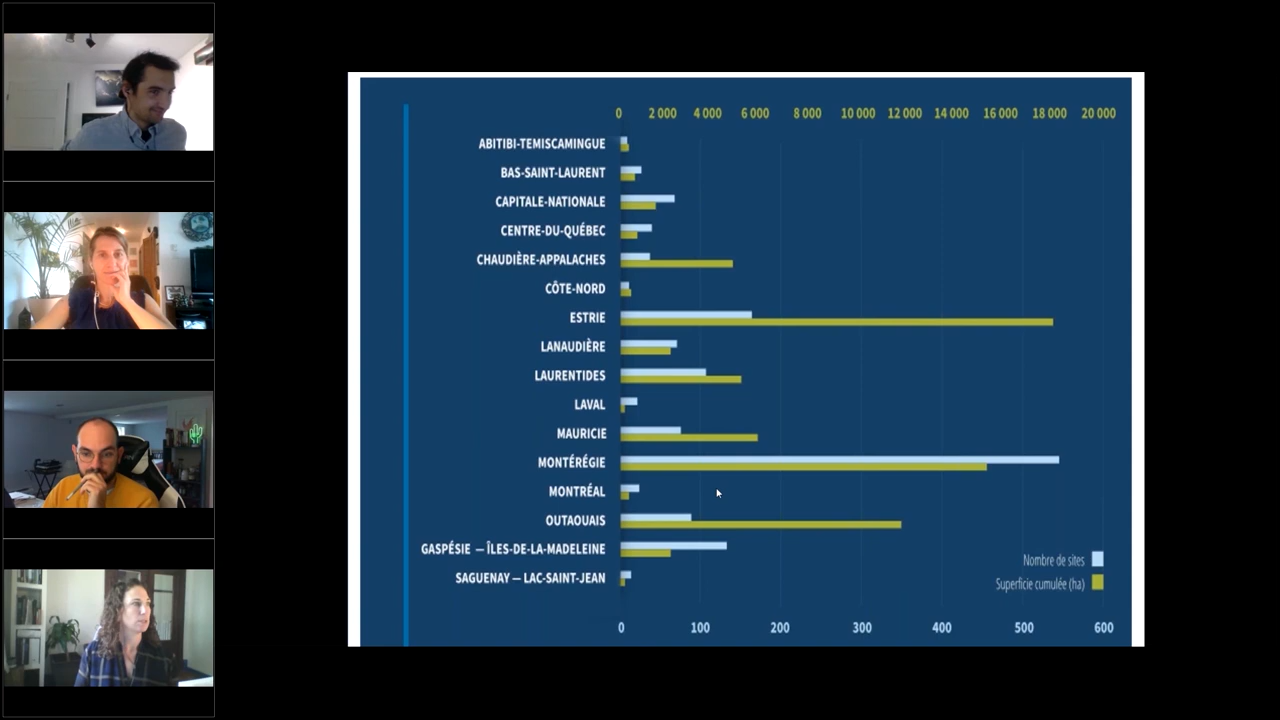 0 2 000 4 000 6 000 8 000 10 000 12 000 14 000 16 000 18 000 20 000
ABITIBI-TEMISCAMINGUE
BAS-SAINT-LAURENT
CAPITALE-NATIONALE
CENTRE-DU-QUÉBEC
CHAUDIÈRE-APPALACHES
CÔTE-NORD
ESTRIE
LANAUDIÈRE
LAURENTIDES
LAVAL
MAURICIE
MONTÉRÉGIE
MONTRÉAL
OUTAOUAIS
GASPÉSIE — ÎLES-DE-LA-MADELEINE
SAGUENAY — LAC-SAINT-JEAN
Nombre de sites
Superficie cumulée (ha)
0 100 200 300 400 500 600